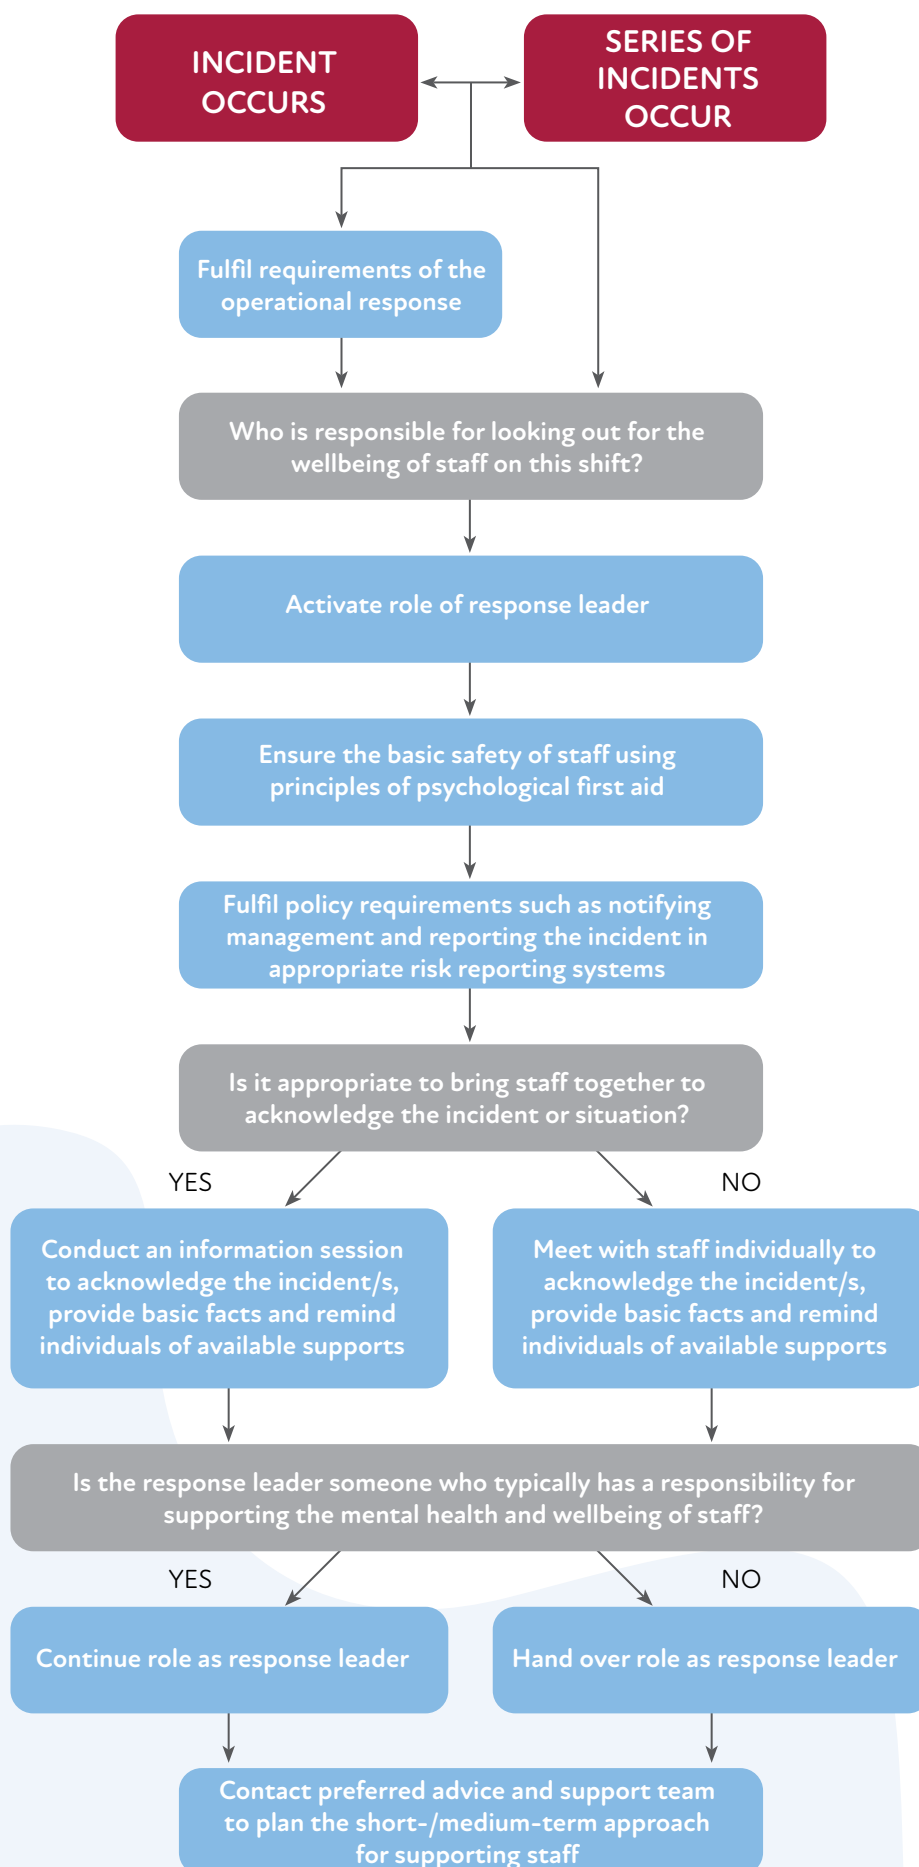 INCIDENT
OCCURS
SERIES OF
INCIDENTS
OCCUR
Fulfil requirements of the
operational response
Who is responsible for looking out for the
wellbeing of staff on this shift?
Activate role of response leader
Ensure the basic safety of staff using
principles of psychological first aid
Fulfil policy requirements such as notifying
management and reporting the incident in
appropriate risk reporting systems
Is it appropriate to bring staff together to
acknowledge the incident or situation?
YES
NO
Conduct an information session
to acknowledge the incident/s,
provide basic facts and remind
individuals of available supports
Meet with staff individually to
acknowledge the incident/s,
provide basic facts and remind
individuals of available supports
Is the response leader someone who typically has a responsibility for
supporting the mental health and wellbeing of staff?
YES
NO
Continue role as response leader
Hand over role as response leader
Contact preferred advice and support team
to plan the short-/medium-term approach
for supporting staff